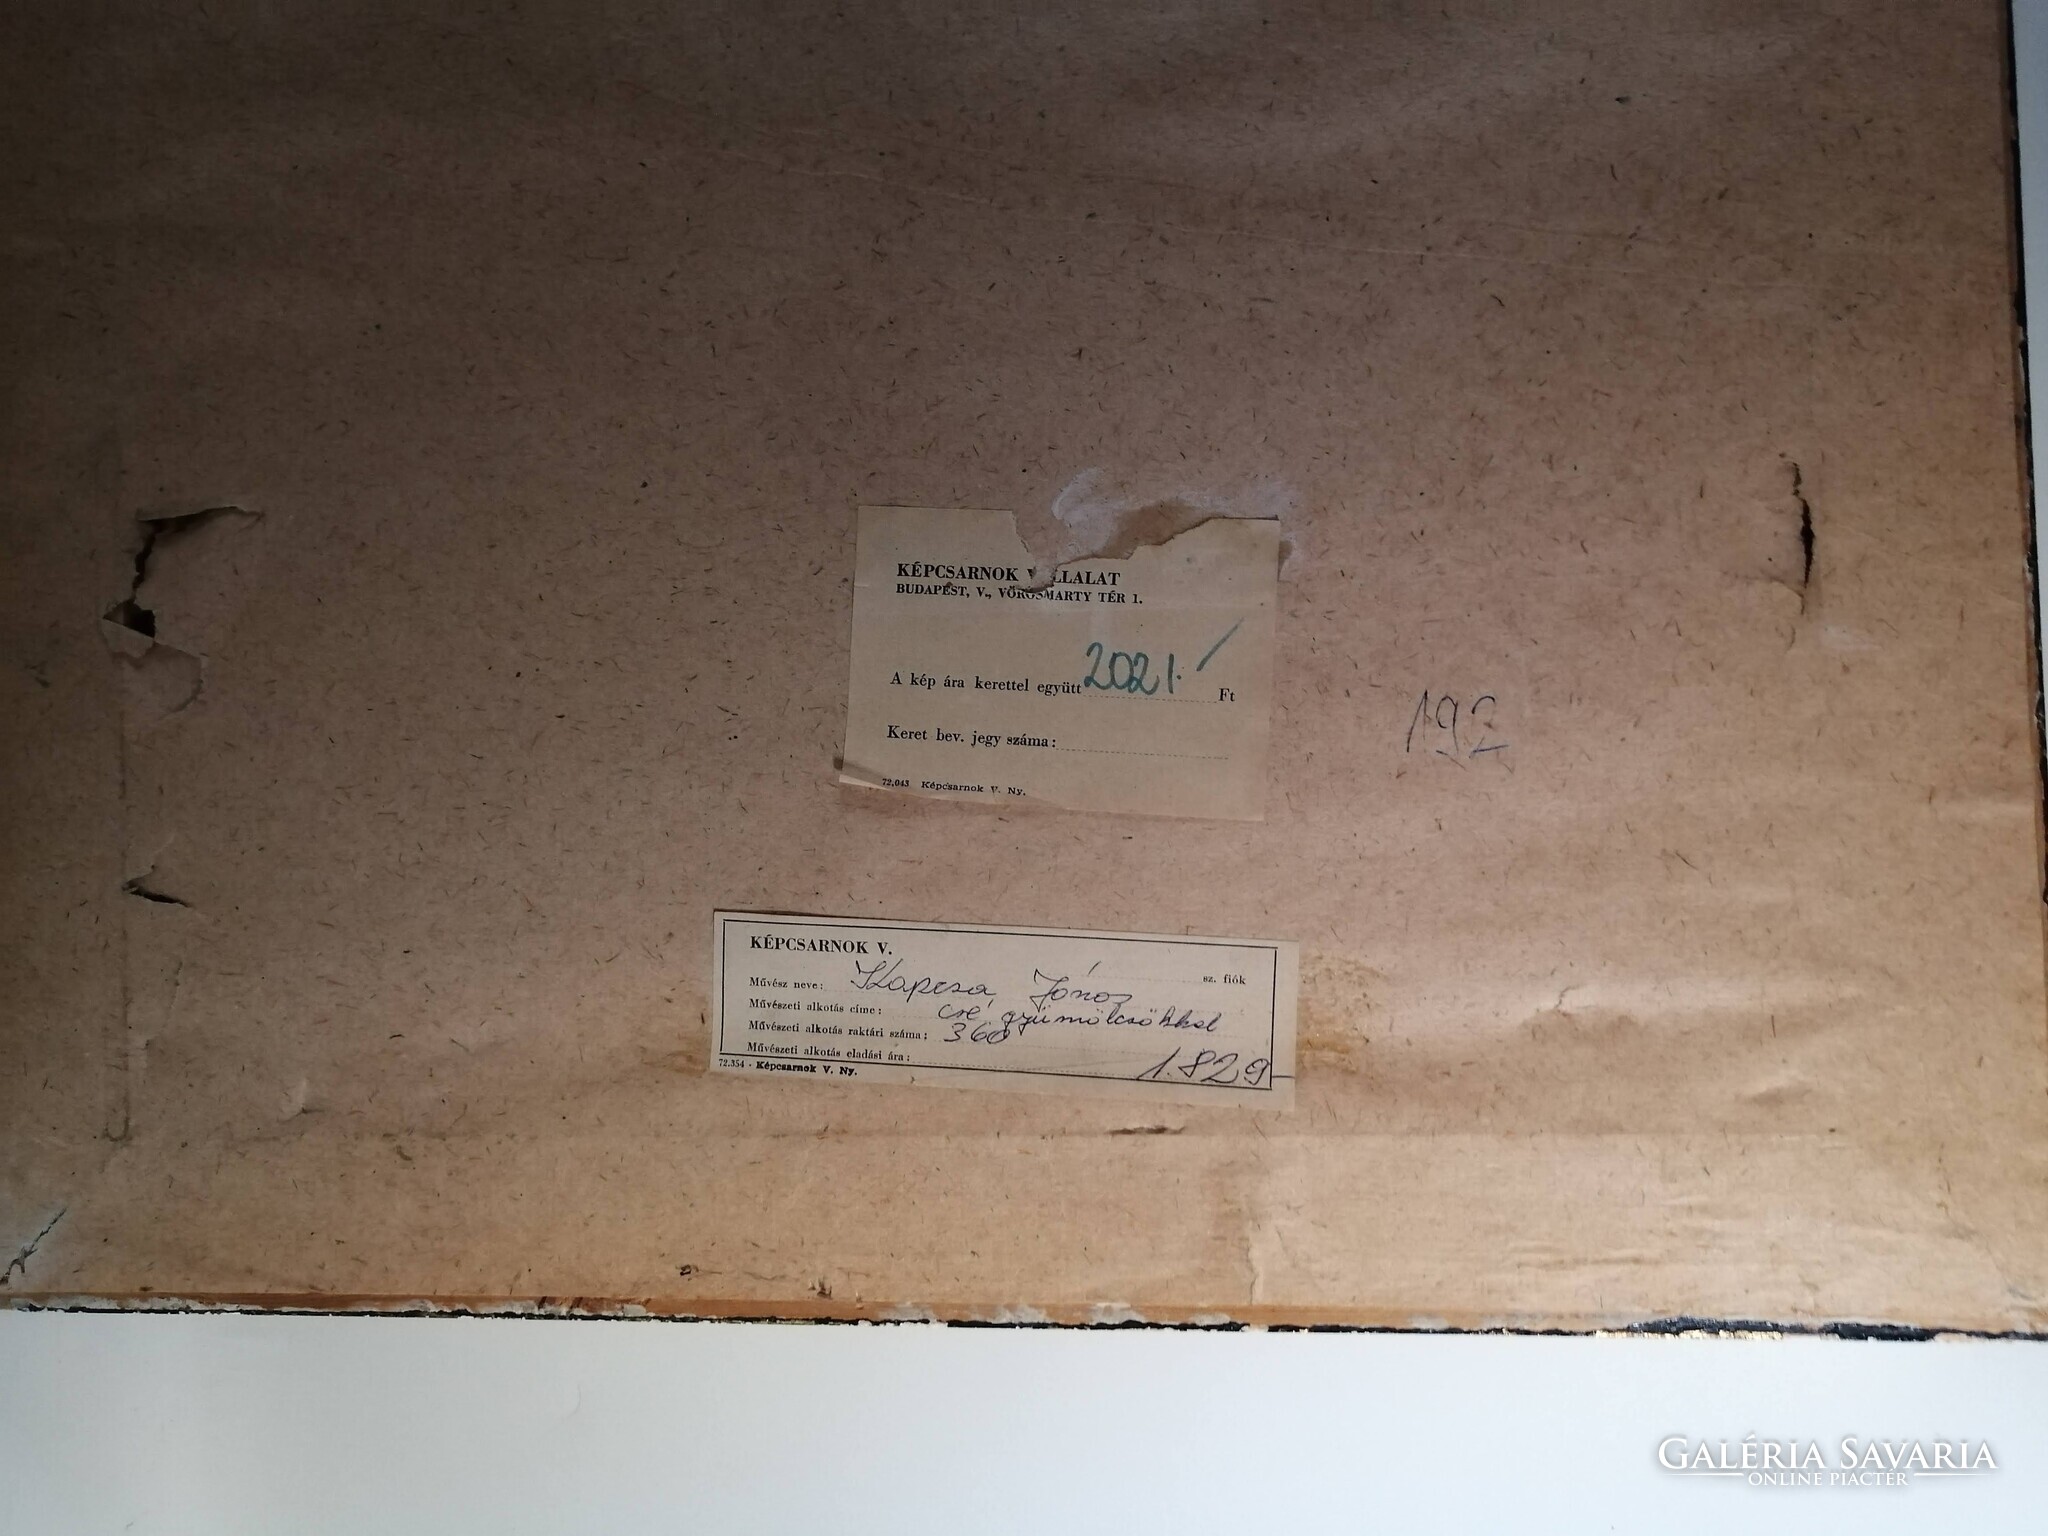 KÉPCSARNOK V LLALAT
BUDAPEST, V., VÖRÖSMARTY TÉR 1.
A kép ára kerettel együtt 2021.- Ft
Keret bev. jegy száma:
72.043 Képcsarnok V. Ny.
192
KÉPCSARNOK V.
sz. fiók
Művész neve: Kapcsa János
Művészeti alkotás címe: gyümölcsökkel
Művészeti alkotás raktári száma: 360
Művészeti alkotás eladási ára: 1.829-
72.354 - Képcsarnok V. Ny.
GALÉRIA SAVARIA
ONLINE PIACTÉR